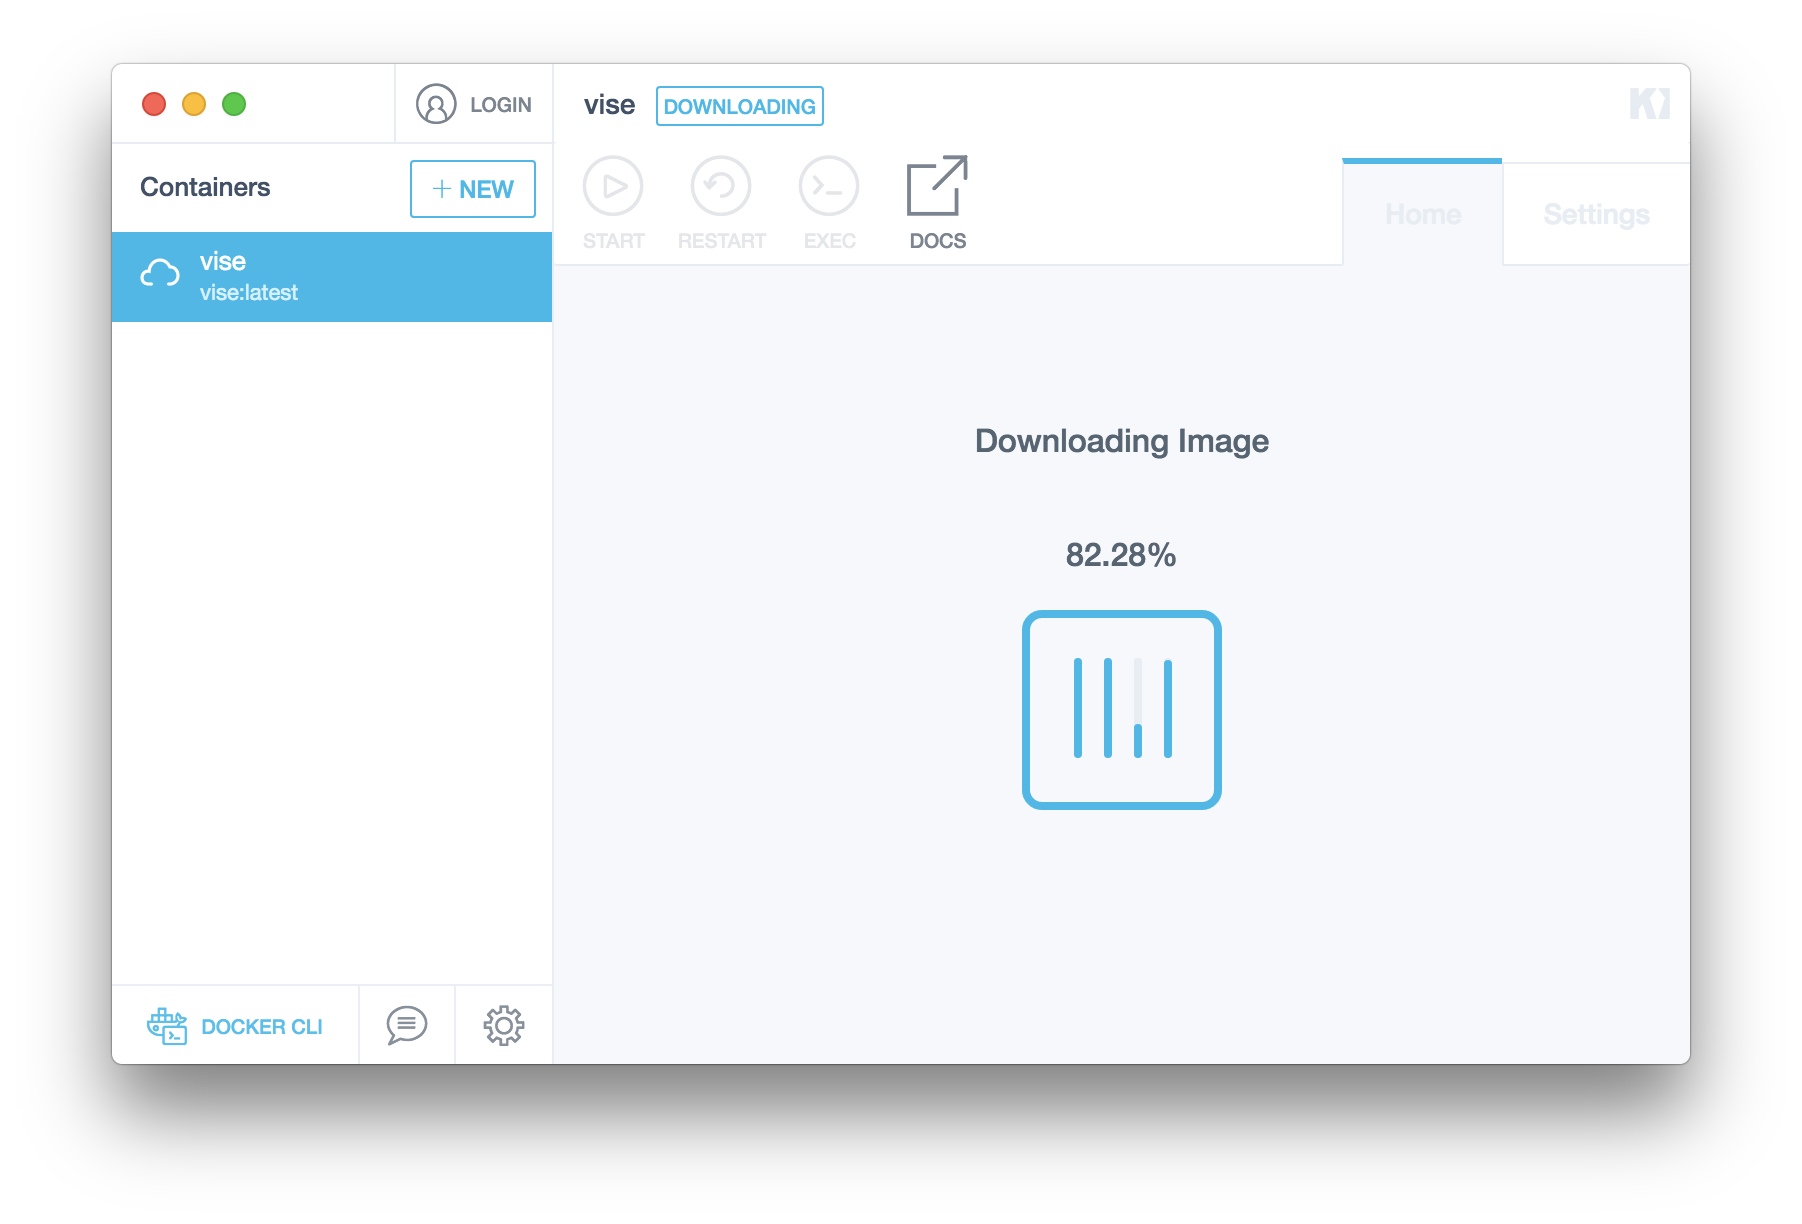 LOGIN
vise DOWNLOADING
Containers
+ NEW
vise
vise:latest
START RESTART EXEC DOCS
Home Settings
Downloading Image
82.28%
DOCKER CLI